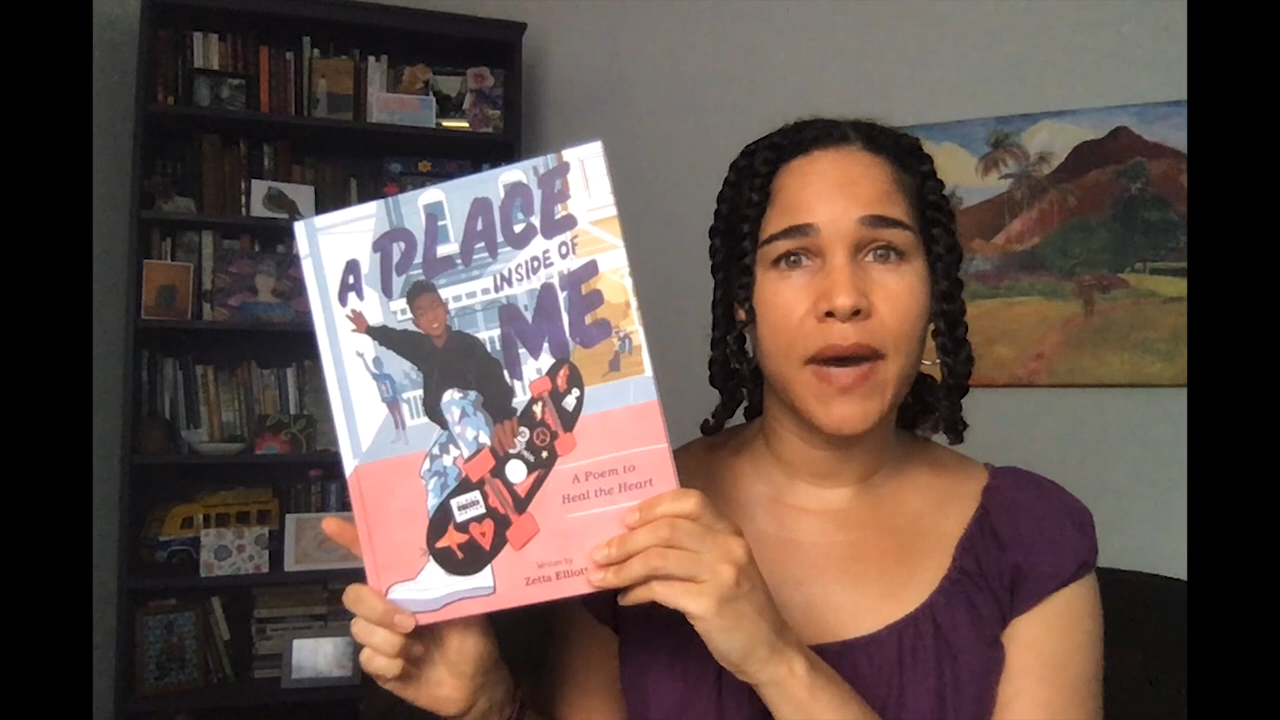 A PLACE
INSIDE OF
ME
A Poem to
Heal the Heart
Written by
Zetta Elliott